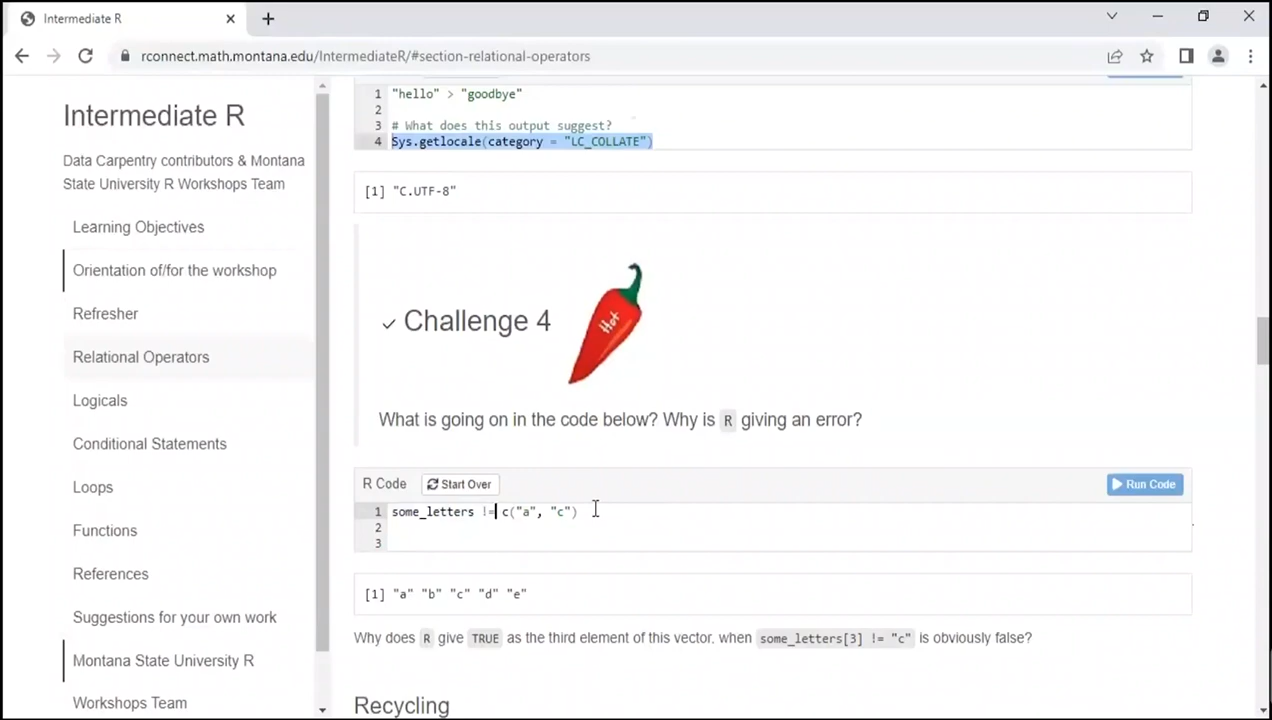 Intermediate R
rconnect.math.montana.edu/IntermediateR/#section-relational-operators
Intermediate R
Data Carpentry contributors & Montana
State University R Workshops Team
Learning Objectives
Orientation of/for the workshop
Refresher
Relational Operators
Logicals
Conditional Statements
Loops
Functions
References
Suggestions for your own work
Montana State University R
Workshops Team
1 "hello" > "goodbye"
2
3 # What does this output suggest?
4 Sys.getlocale(category = "LC_COLLATE")
[1] "C.UTF-8"
Challenge 4
Hot
What is going on in the code below? Why is R giving an error?
R Code Start Over Run Code
1 some_letters != c("a", "c")
2
3
[1] "a" "b" "c" "d" "e"
Why does R give TRUE as the third element of this vector. when some_letters[3] != "c" is obviously false?
Recycling